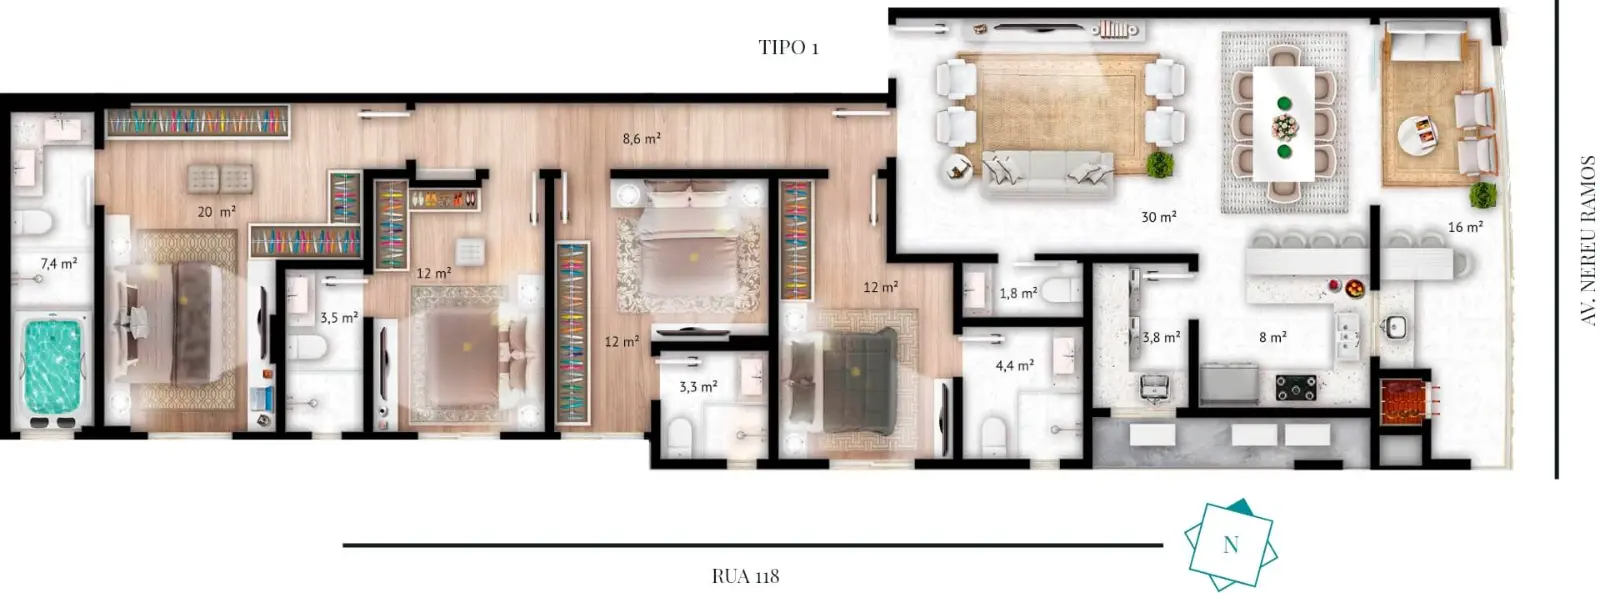 TIPO 1
8,6 m²
20 m²
7,4 m²
3,5 m²
12 m²
12 m²
3,3 m²
12 m²
4,4 m²
1,8 m²
30 m²
3,8 m²
8 m²
16 m²
AV. NEREU RAMOS
N
RUA 118